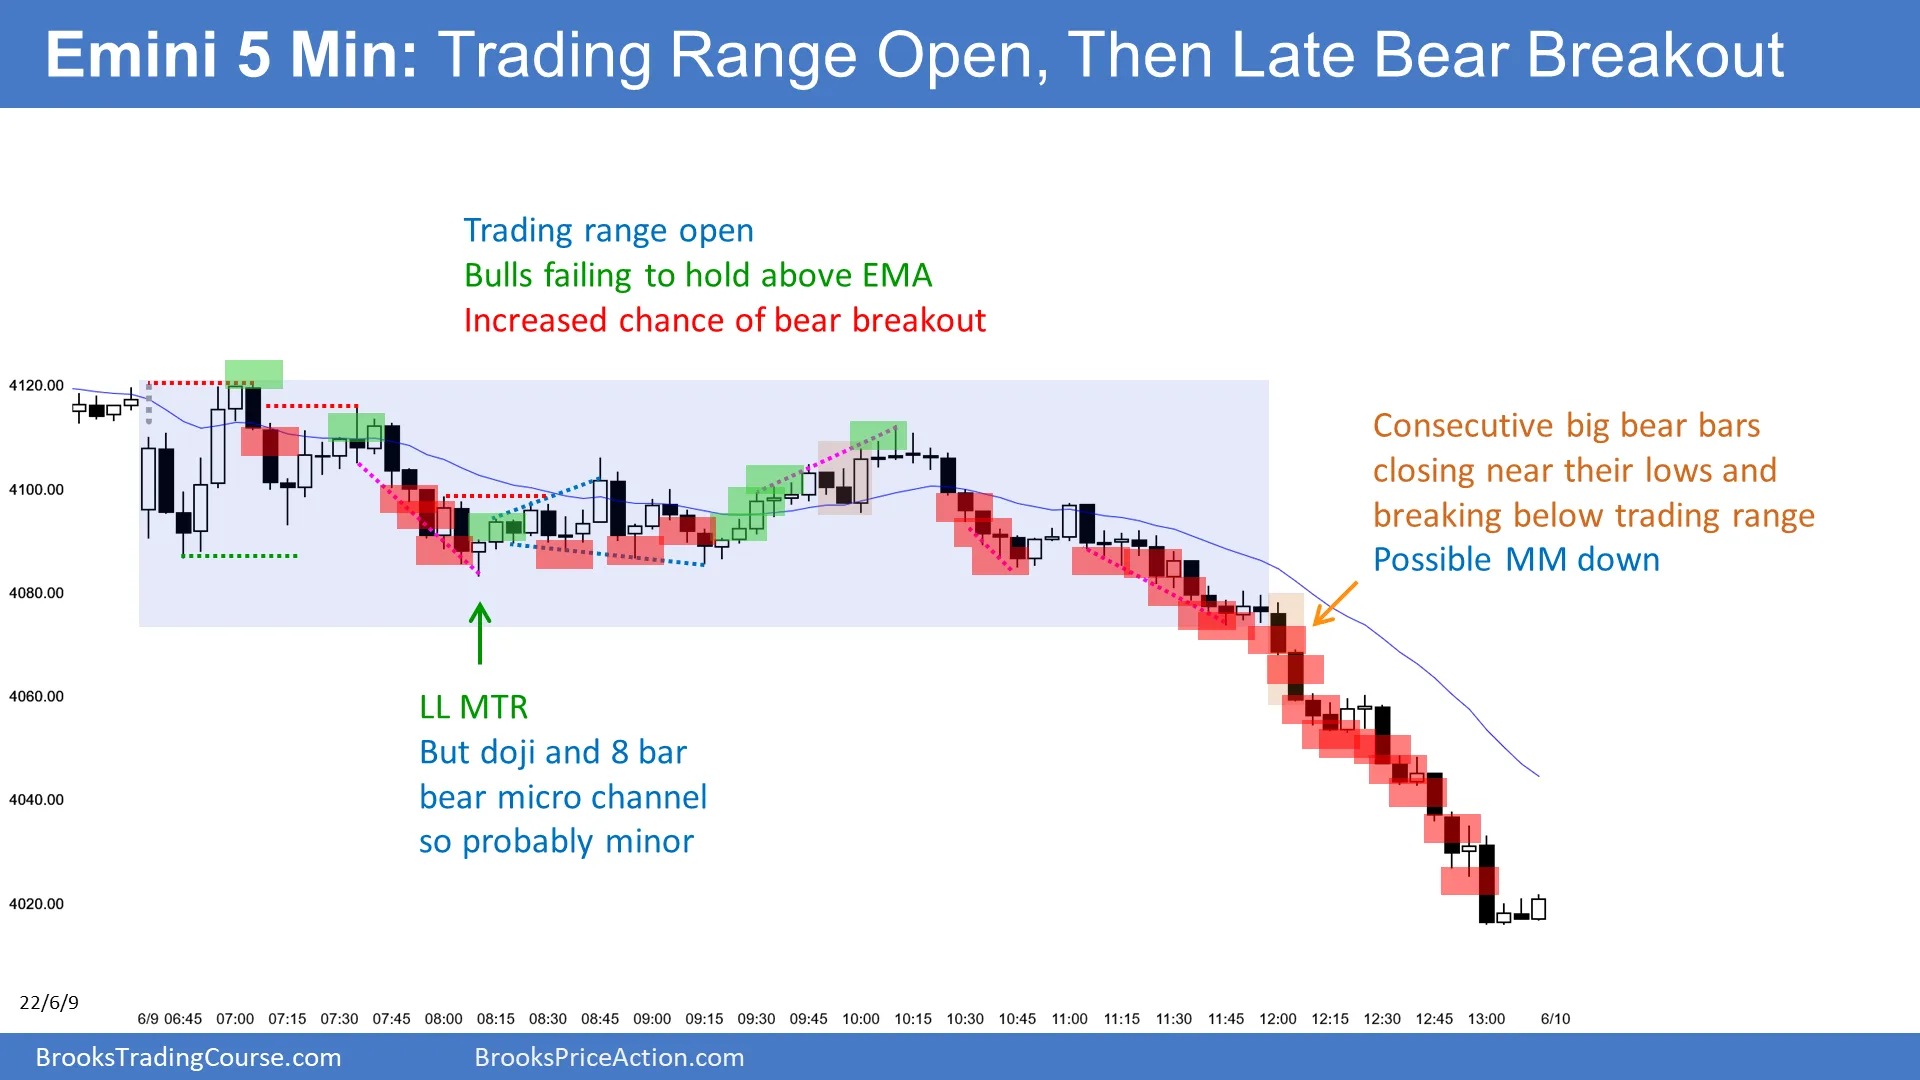 Emini 5 Min: Trading Range Open, Then Late Bear Breakout
Trading range open
Bulls failing to hold above EMA
Increased chance of bear breakout
4120.00
4100.00
4080.00
4060.00
4040.00
4020.00
Consecutive big bear bars
closing near their lows and
breaking below trading range
Possible MM down
LL MTR
But doji and 8 bar
bear micro channel
so probably minor
22/6/9
6/9 06:45 07:00 07:15 07:30 07:45 08:00 08:15 08:30 08:45 09:00 09:15 09:30 09:45 10:00 10:15 10:30 10:45 11:00 11:15 11:30 11:45 12:00 12:15 12:30 12:45 13:00 6/10
BrooksTradingCourse.com BrooksPriceAction.com